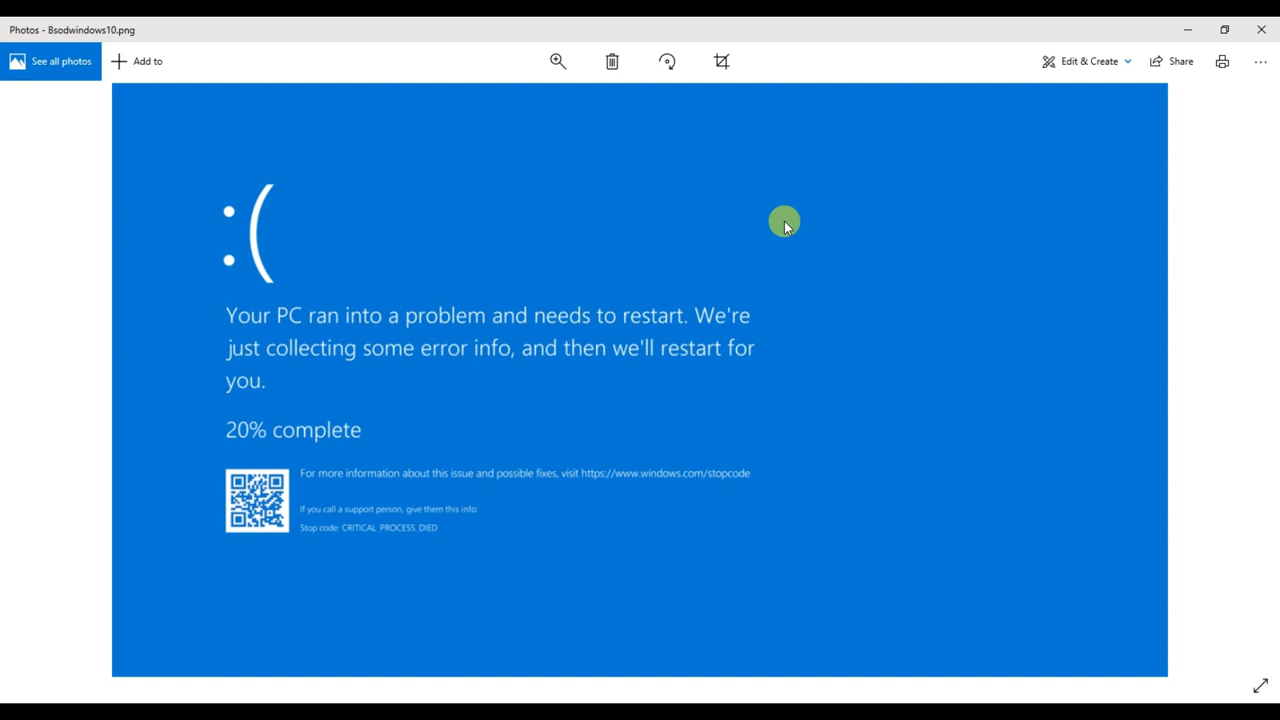 Photos - Bsodwindows10.png
See all photos
Add to
Edit & Create
Share
:(
Your PC ran into a problem and needs to restart. We're
just collecting some error info, and then we'll restart for
you.
20% complete
For more information about this issue and possible fixes, visit https://www.windows.com/stopcode
If you call a support person, give them this info:
Stop code: CRITICAL_PROCESS_DIED